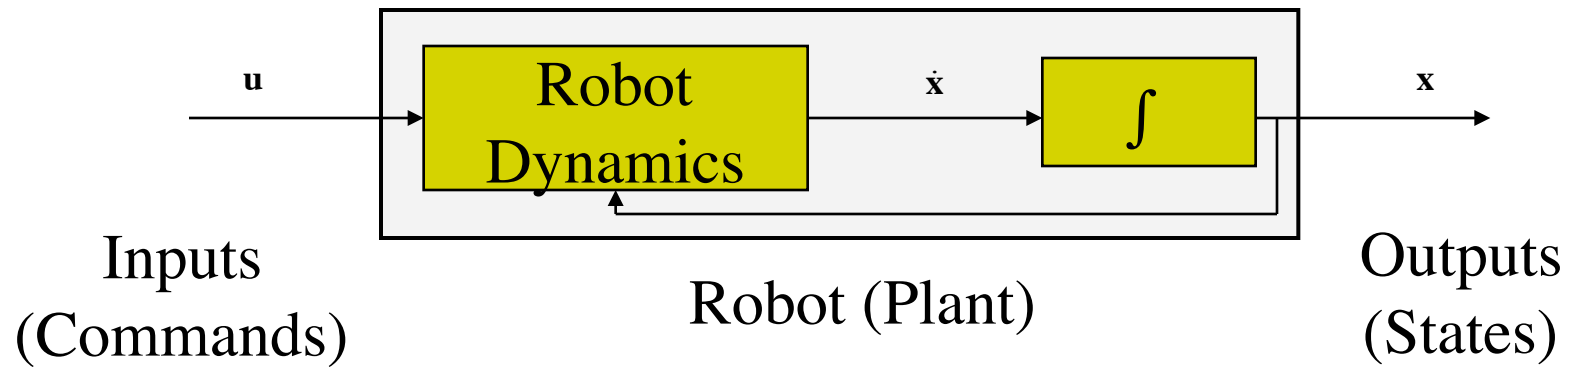 u
Robot
Dynamics
ẋ
∫
x
Inputs
(Commands)
Robot (Plant)
Outputs
(States)